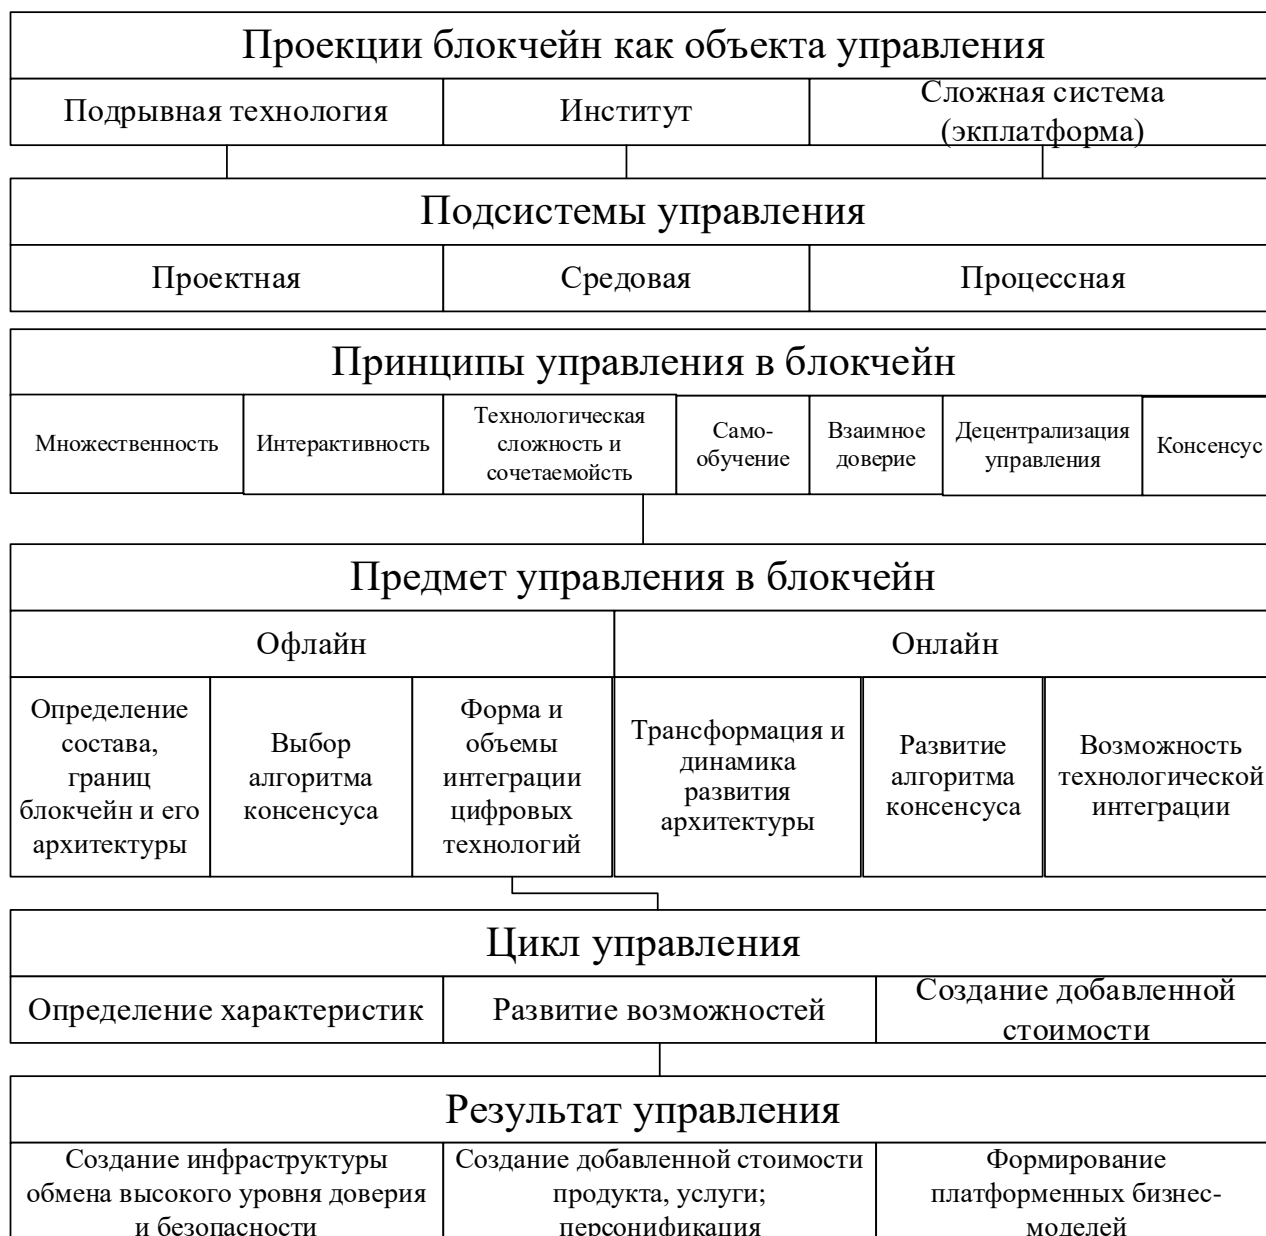 Проекции блокчейн как объекта управления
Подрывная технология
Институт
Сложная система
(экплатформа)
Подсистемы управления
Проектная
Средовая
Процессная
Принципы управления в блокчейн
Множественность
Интерактивность
Технологическая
сложность и
сочетаемойсть
Само-
обучение
Взаимное
доверие
Децентрализация
управления
Консенсус
Предмет управления в блокчейн
Офлайн
Онлайн
Определение
состава,
границ
блокчейн и его
архитектуры
Выбор
алгоритма
консенсуса
Форма и
объемы
интеграции
цифровых
технологий
Трансформация и
динамика
развития
архитектуры
Развитие
алгоритма
консенсуса
Возможность
технологической
интеграции
Цикл управления
Определение характеристик
Развитие возможностей
Создание добавленной
стоимости
Результат управления
Создание инфраструктуры
обмена высокого уровня доверия
и безопасности
Создание добавленной стоимости
продукта, услуги;
персонификация
Формирование
платформенных бизнес-
моделей